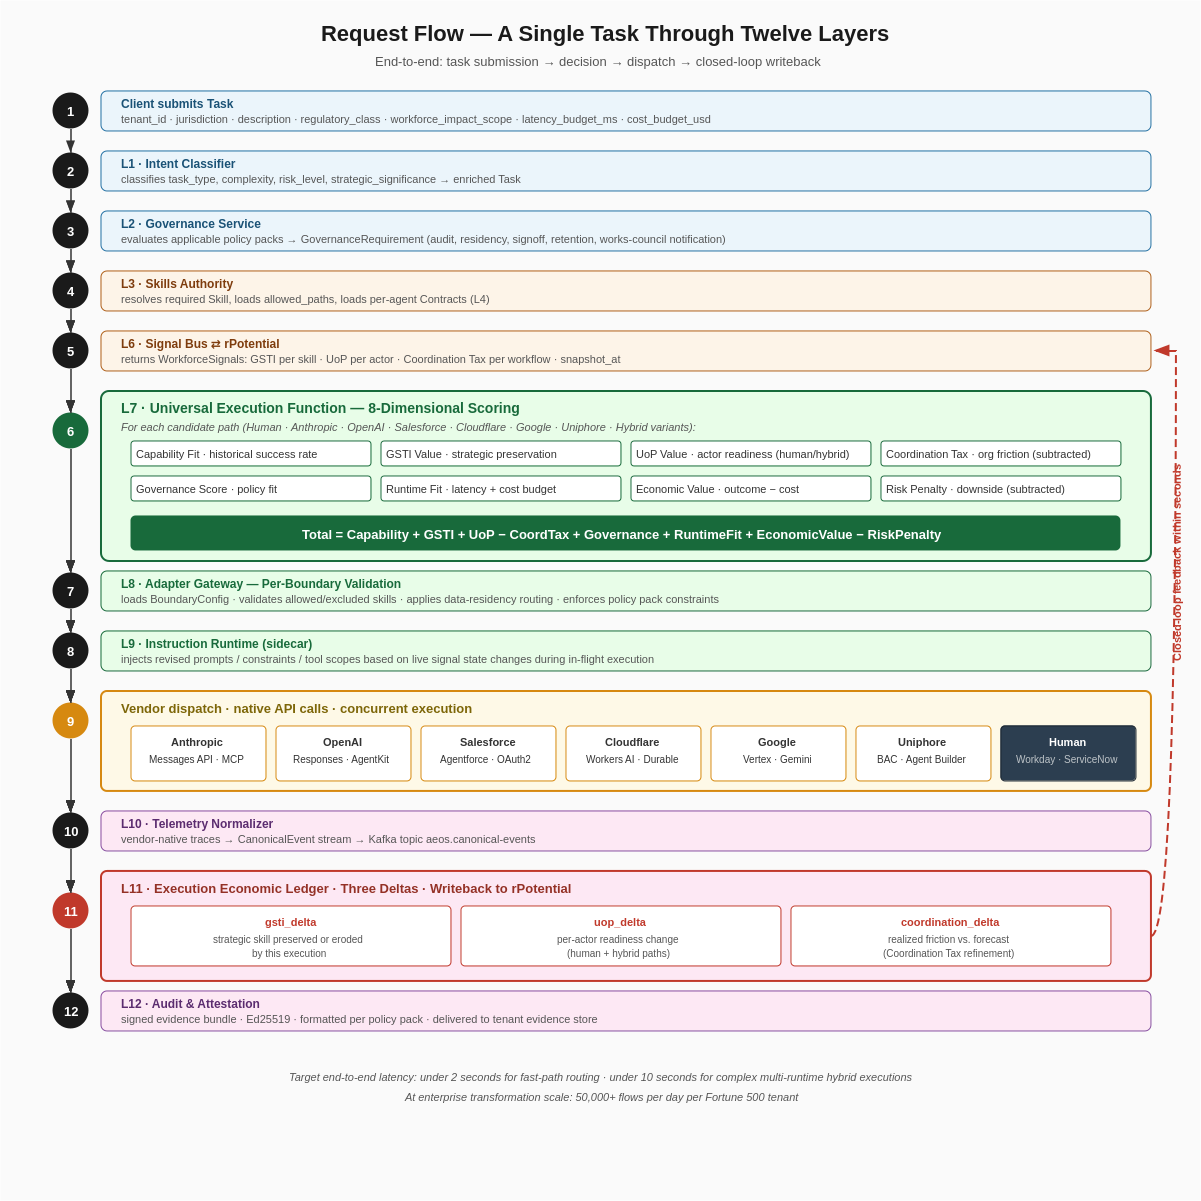 Request Flow — A Single Task Through Twelve Layers
End-to-end: task submission → decision → dispatch → closed-loop writeback
1
Client submits Task
tenant_id · jurisdiction · description · regulatory_class · workforce_impact_scope · latency_budget_ms · cost_budget_usd
2
L1 · Intent Classifier
classifies task_type, complexity, risk_level, strategic_significance → enriched Task
3
L2 · Governance Service
evaluates applicable policy packs → GovernanceRequirement (audit, residency, signoff, retention, works-council notification)
4
L3 · Skills Authority
resolves required Skill, loads allowed_paths, loads per-agent Contracts (L4)
5
L6 · Signal Bus ⇄ rPotential
returns WorkforceSignals: GSTI per skill · UoP per actor · Coordination Tax per workflow · snapshot_at
6
L7 · Universal Execution Function — 8-Dimensional Scoring
For each candidate path (Human · Anthropic · OpenAI · Salesforce · Cloudflare · Google · Uniphore · Hybrid variants):
Capability Fit · historical success rate
GSTI Value · strategic preservation
UoP Value · actor readiness (human/hybrid)
Coordination Tax · org friction (subtracted)
Governance Score · policy fit
Runtime Fit · latency + cost budget
Economic Value · outcome − cost
Risk Penalty · downside (subtracted)
Total = Capability + GSTI + UoP − CoordTax + Governance + RuntimeFit + EconomicValue − RiskPenalty
Closed-loop feedback within seconds
7
L8 · Adapter Gateway — Per-Boundary Validation
loads BoundaryConfig · validates allowed/excluded skills · applies data-residency routing · enforces policy pack constraints
8
L9 · Instruction Runtime (sidecar)
injects revised prompts / constraints / tool scopes based on live signal state changes during in-flight execution
9
Vendor dispatch · native API calls · concurrent execution
Anthropic
Messages API · MCP
OpenAI
Responses · AgentKit
Salesforce
Agentforce · OAuth2
Cloudflare
Workers AI · Durable
Google
Vertex · Gemini
Uniphore
BAC · Agent Builder
Human
Workday · ServiceNow
10
L10 · Telemetry Normalizer
vendor-native traces → CanonicalEvent stream → Kafka topic aeos.canonical-events
11
L11 · Execution Economic Ledger · Three Deltas · Writeback to rPotential
gsti_delta
strategic skill preserved or eroded
by this execution
uop_delta
per-actor readiness change
(human + hybrid paths)
coordination_delta
realized friction vs. forecast
(Coordination Tax refinement)
12
L12 · Audit & Attestation
signed evidence bundle · Ed25519 · formatted per policy pack · delivered to tenant evidence store
Target end-to-end latency: under 2 seconds for fast-path routing · under 10 seconds for complex multi-runtime hybrid executions
At enterprise transformation scale: 50,000+ flows per day per Fortune 500 tenant